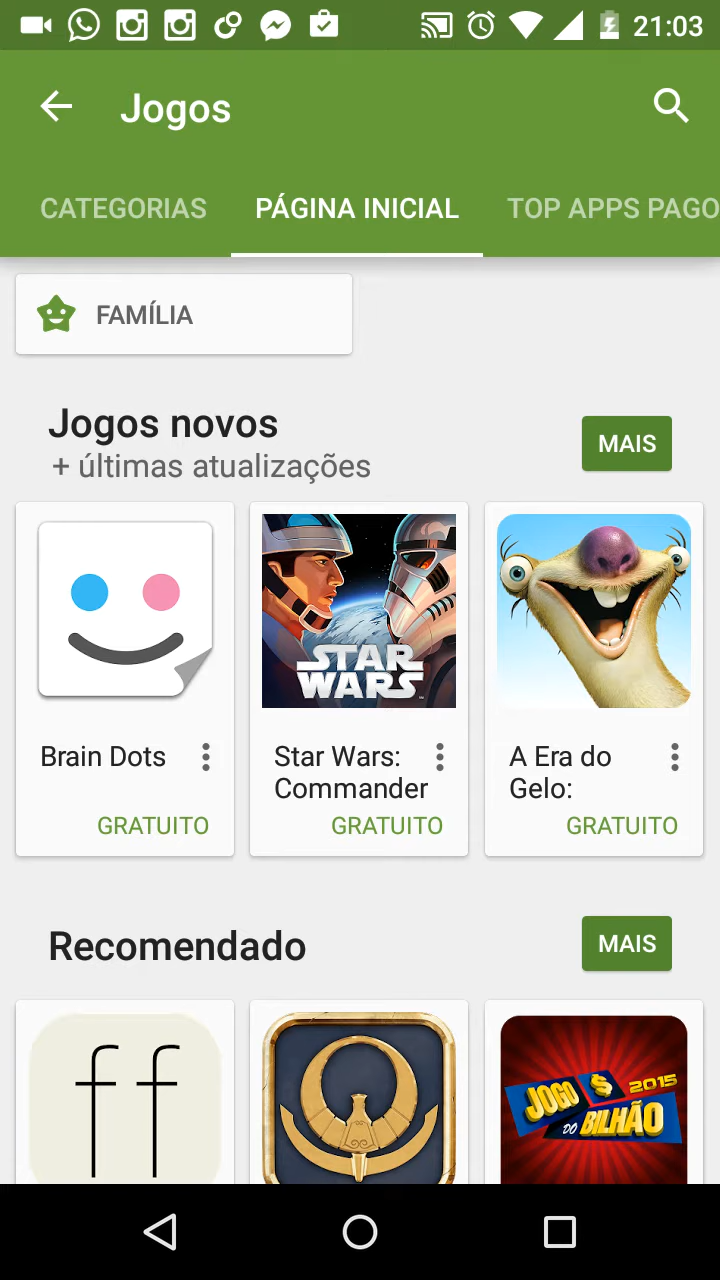 21:03
Jogos
CATEGORIAS
PÁGINA INICIAL
TOP APPS PAGO
FAMÍLIA
Jogos novos
+ últimas atualizações
MAIS
STAR
WARS
Brain Dots
GRATUITO
Star Wars:
Commander
GRATUITO
A Era do
Gelo:
GRATUITO
Recomendado
MAIS
ff
JOGO $ 2015
DO BILHÃO